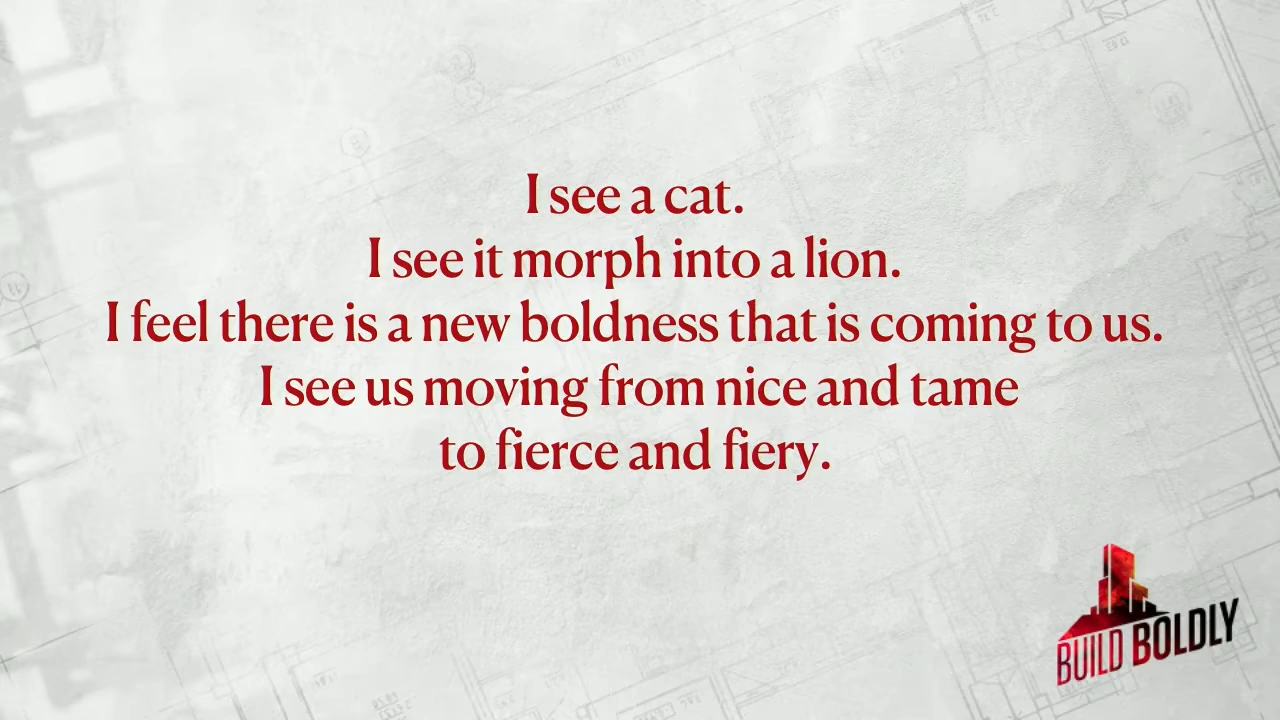 I see a cat.
I see it morph into a lion.
I feel there is a new boldness that is coming to us.
I see us moving from nice and tame
to fierce and fiery.
BUILD BOLDLY